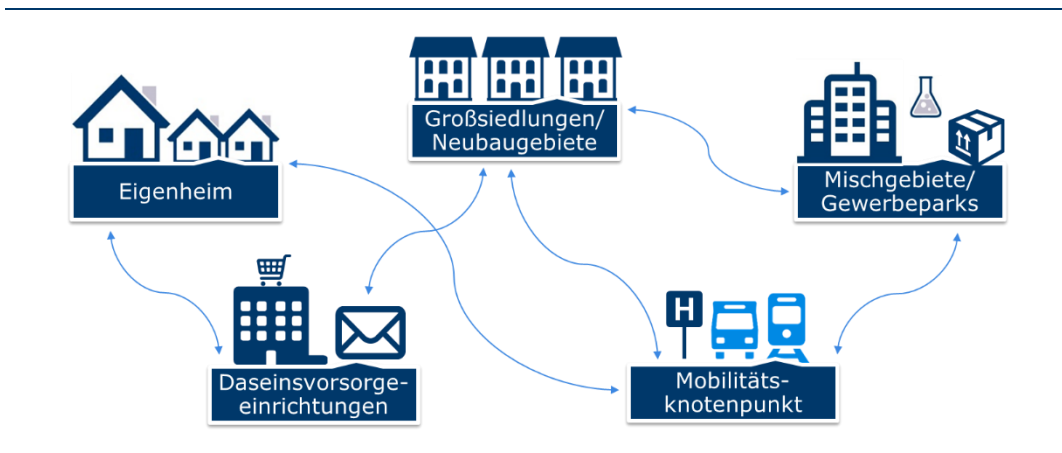 Großsiedlungen/
Neubaugebiete
Eigenheim
Mischgebiete/
Gewerbeparks
H
Daseinsvorsorge-
einrichtungen
Mobilitäts-
knotenpunkt